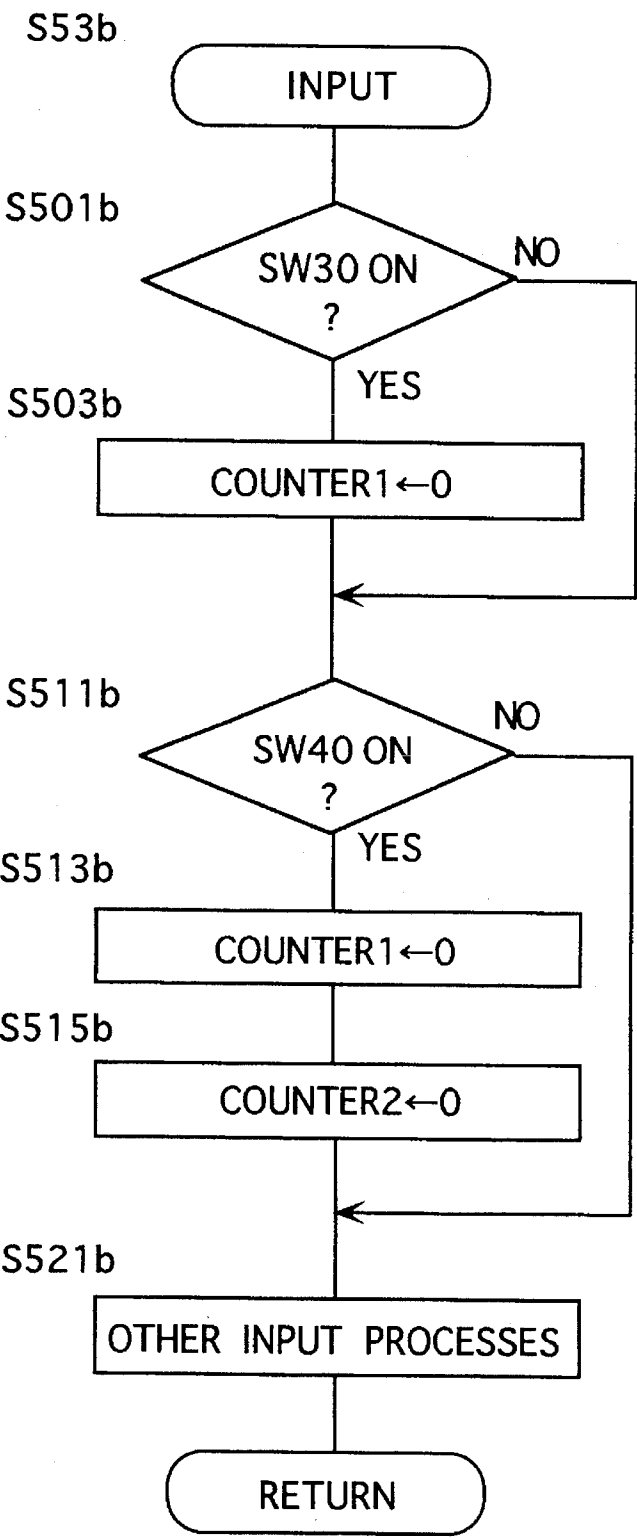 S53b
INPUT
S501b
SW30 ON
?
NO
YES
S503b
COUNTER1←0
S511b
SW40 ON
?
NO
YES
S513b
COUNTER1←0
S515b
COUNTER2←0
S521b
OTHER INPUT PROCESSES
RETURN